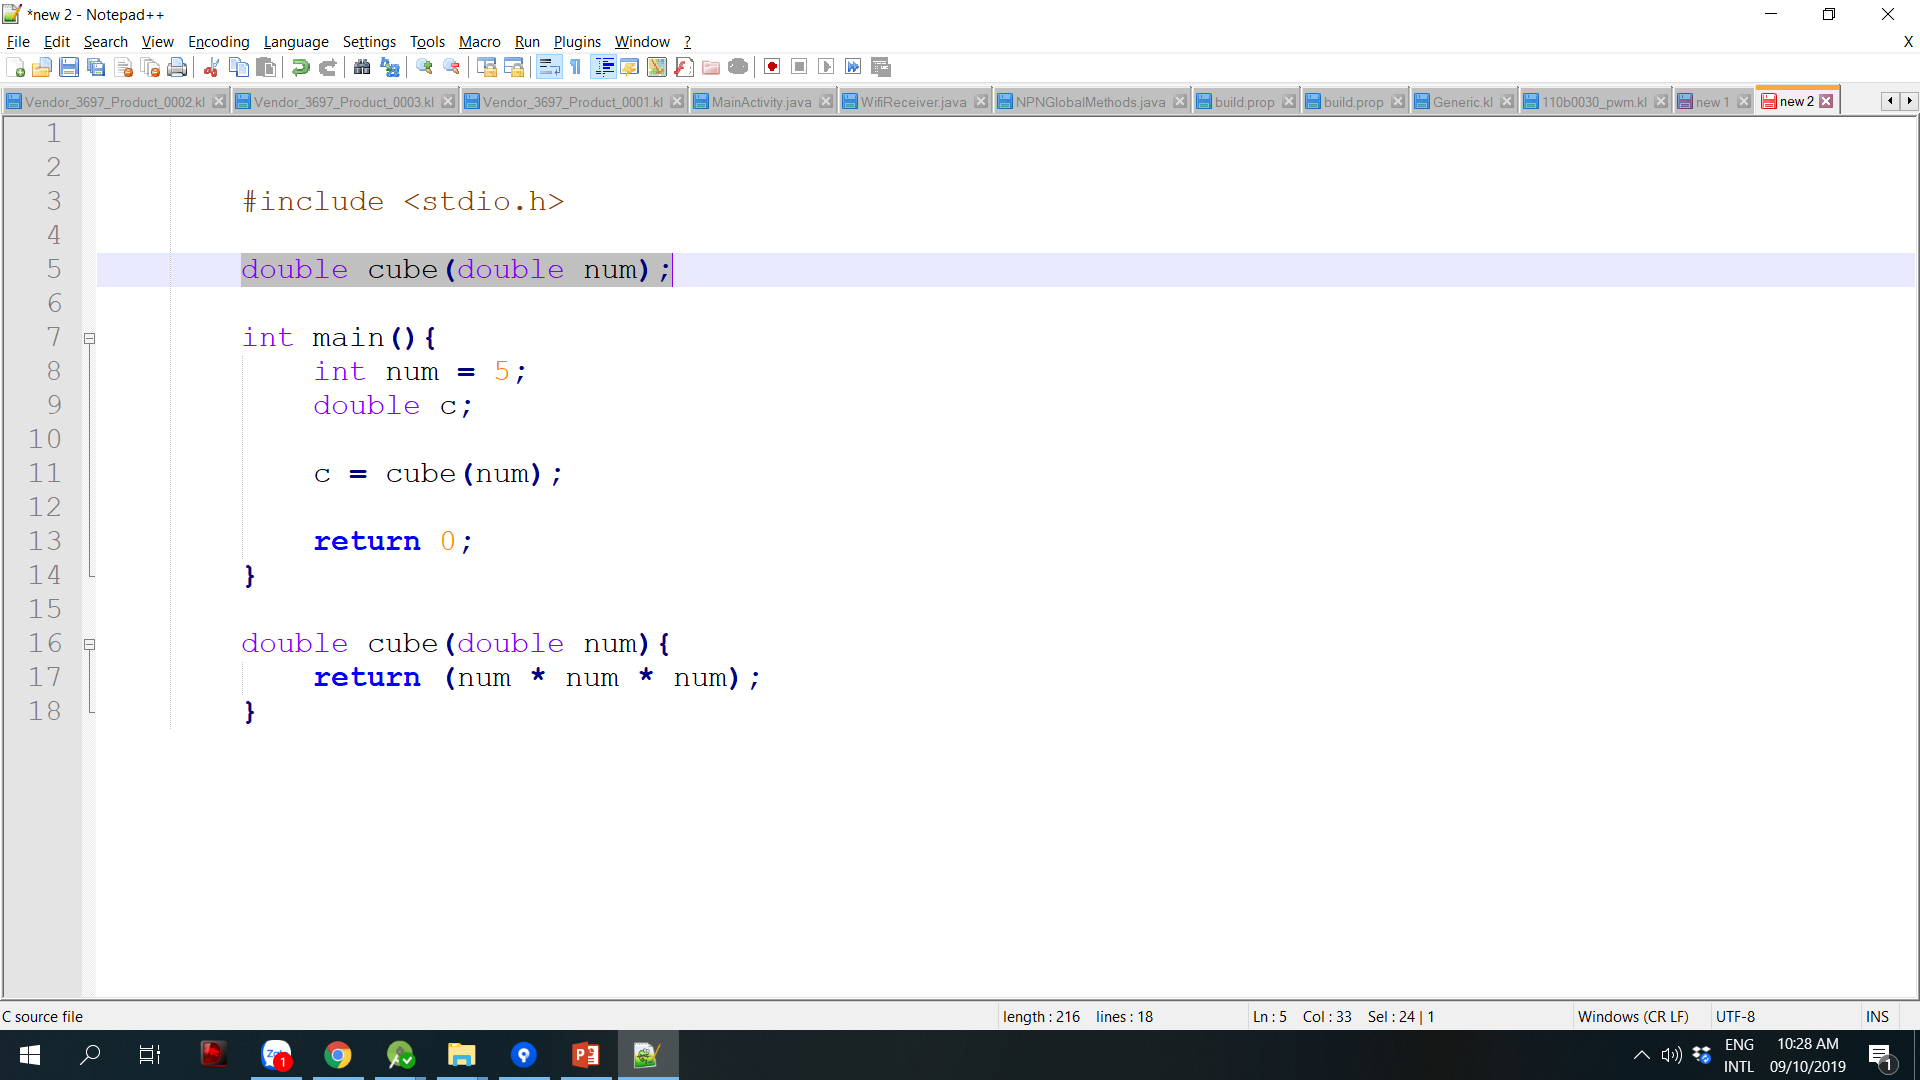 *new 2 - Notepad++
File Edit Search View Encoding Language Settings Tools Macro Run Plugins Window ? X
Vendor_3697_Product_0002.kl Vendor_3697_Product_0003.kl Vendor_3697_Product_0001.kl MainActivity.java WifiReceiver.java NPNGlobalMethods.java build.prop build.prop Generic.kl 110b0030_pwm.kl new 1 new 2
1
2
3 #include <stdio.h>
4
5 double cube(double num);
6
7 int main(){
8 int num = 5;
9 double c;
10
11 c = cube(num);
12
13 return 0;
14 }
15
16 double cube(double num){
17 return (num * num * num);
18 }
C source file length : 216 lines : 18 Ln : 5 Col : 33 Sel : 24 | 1 Windows (CR LF) UTF-8 INS
ENG 10:28 AM
INTL 09/10/2019
1
1